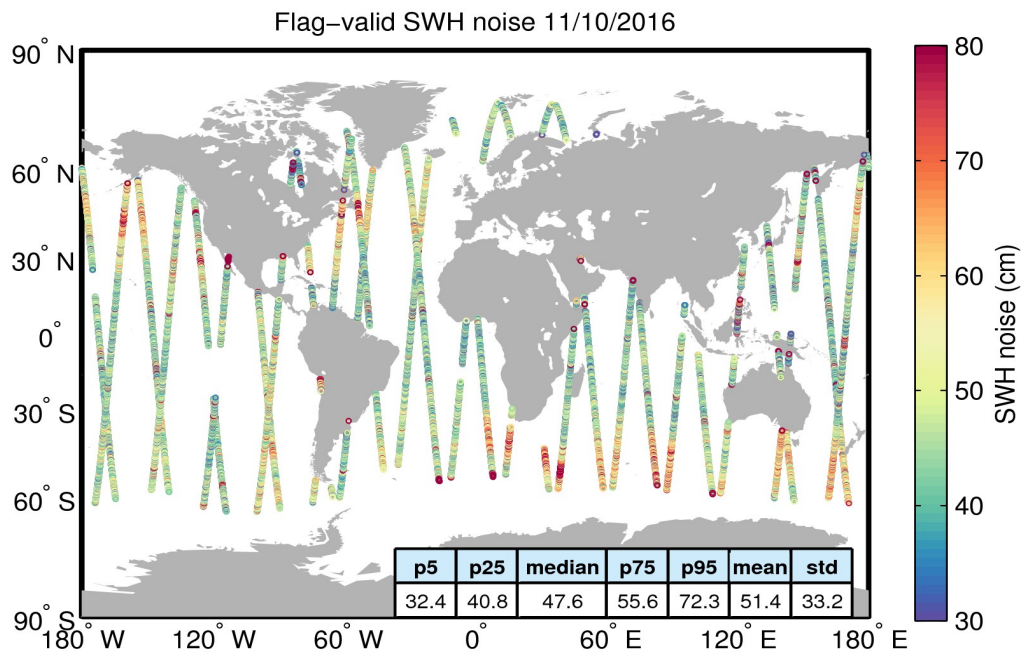 Flag−valid SWH noise 11/10/2016
90° N
60° N
30° N
0°
30° S
60° S
90° S
180° W
120° W
60° W
0°
60° E
120° E
180° E
p5 p25 median p75 p95 mean std
32.4 40.8 47.6 55.6 72.3 51.4 33.2
80
70
60
50
40
30
SWH noise (cm)